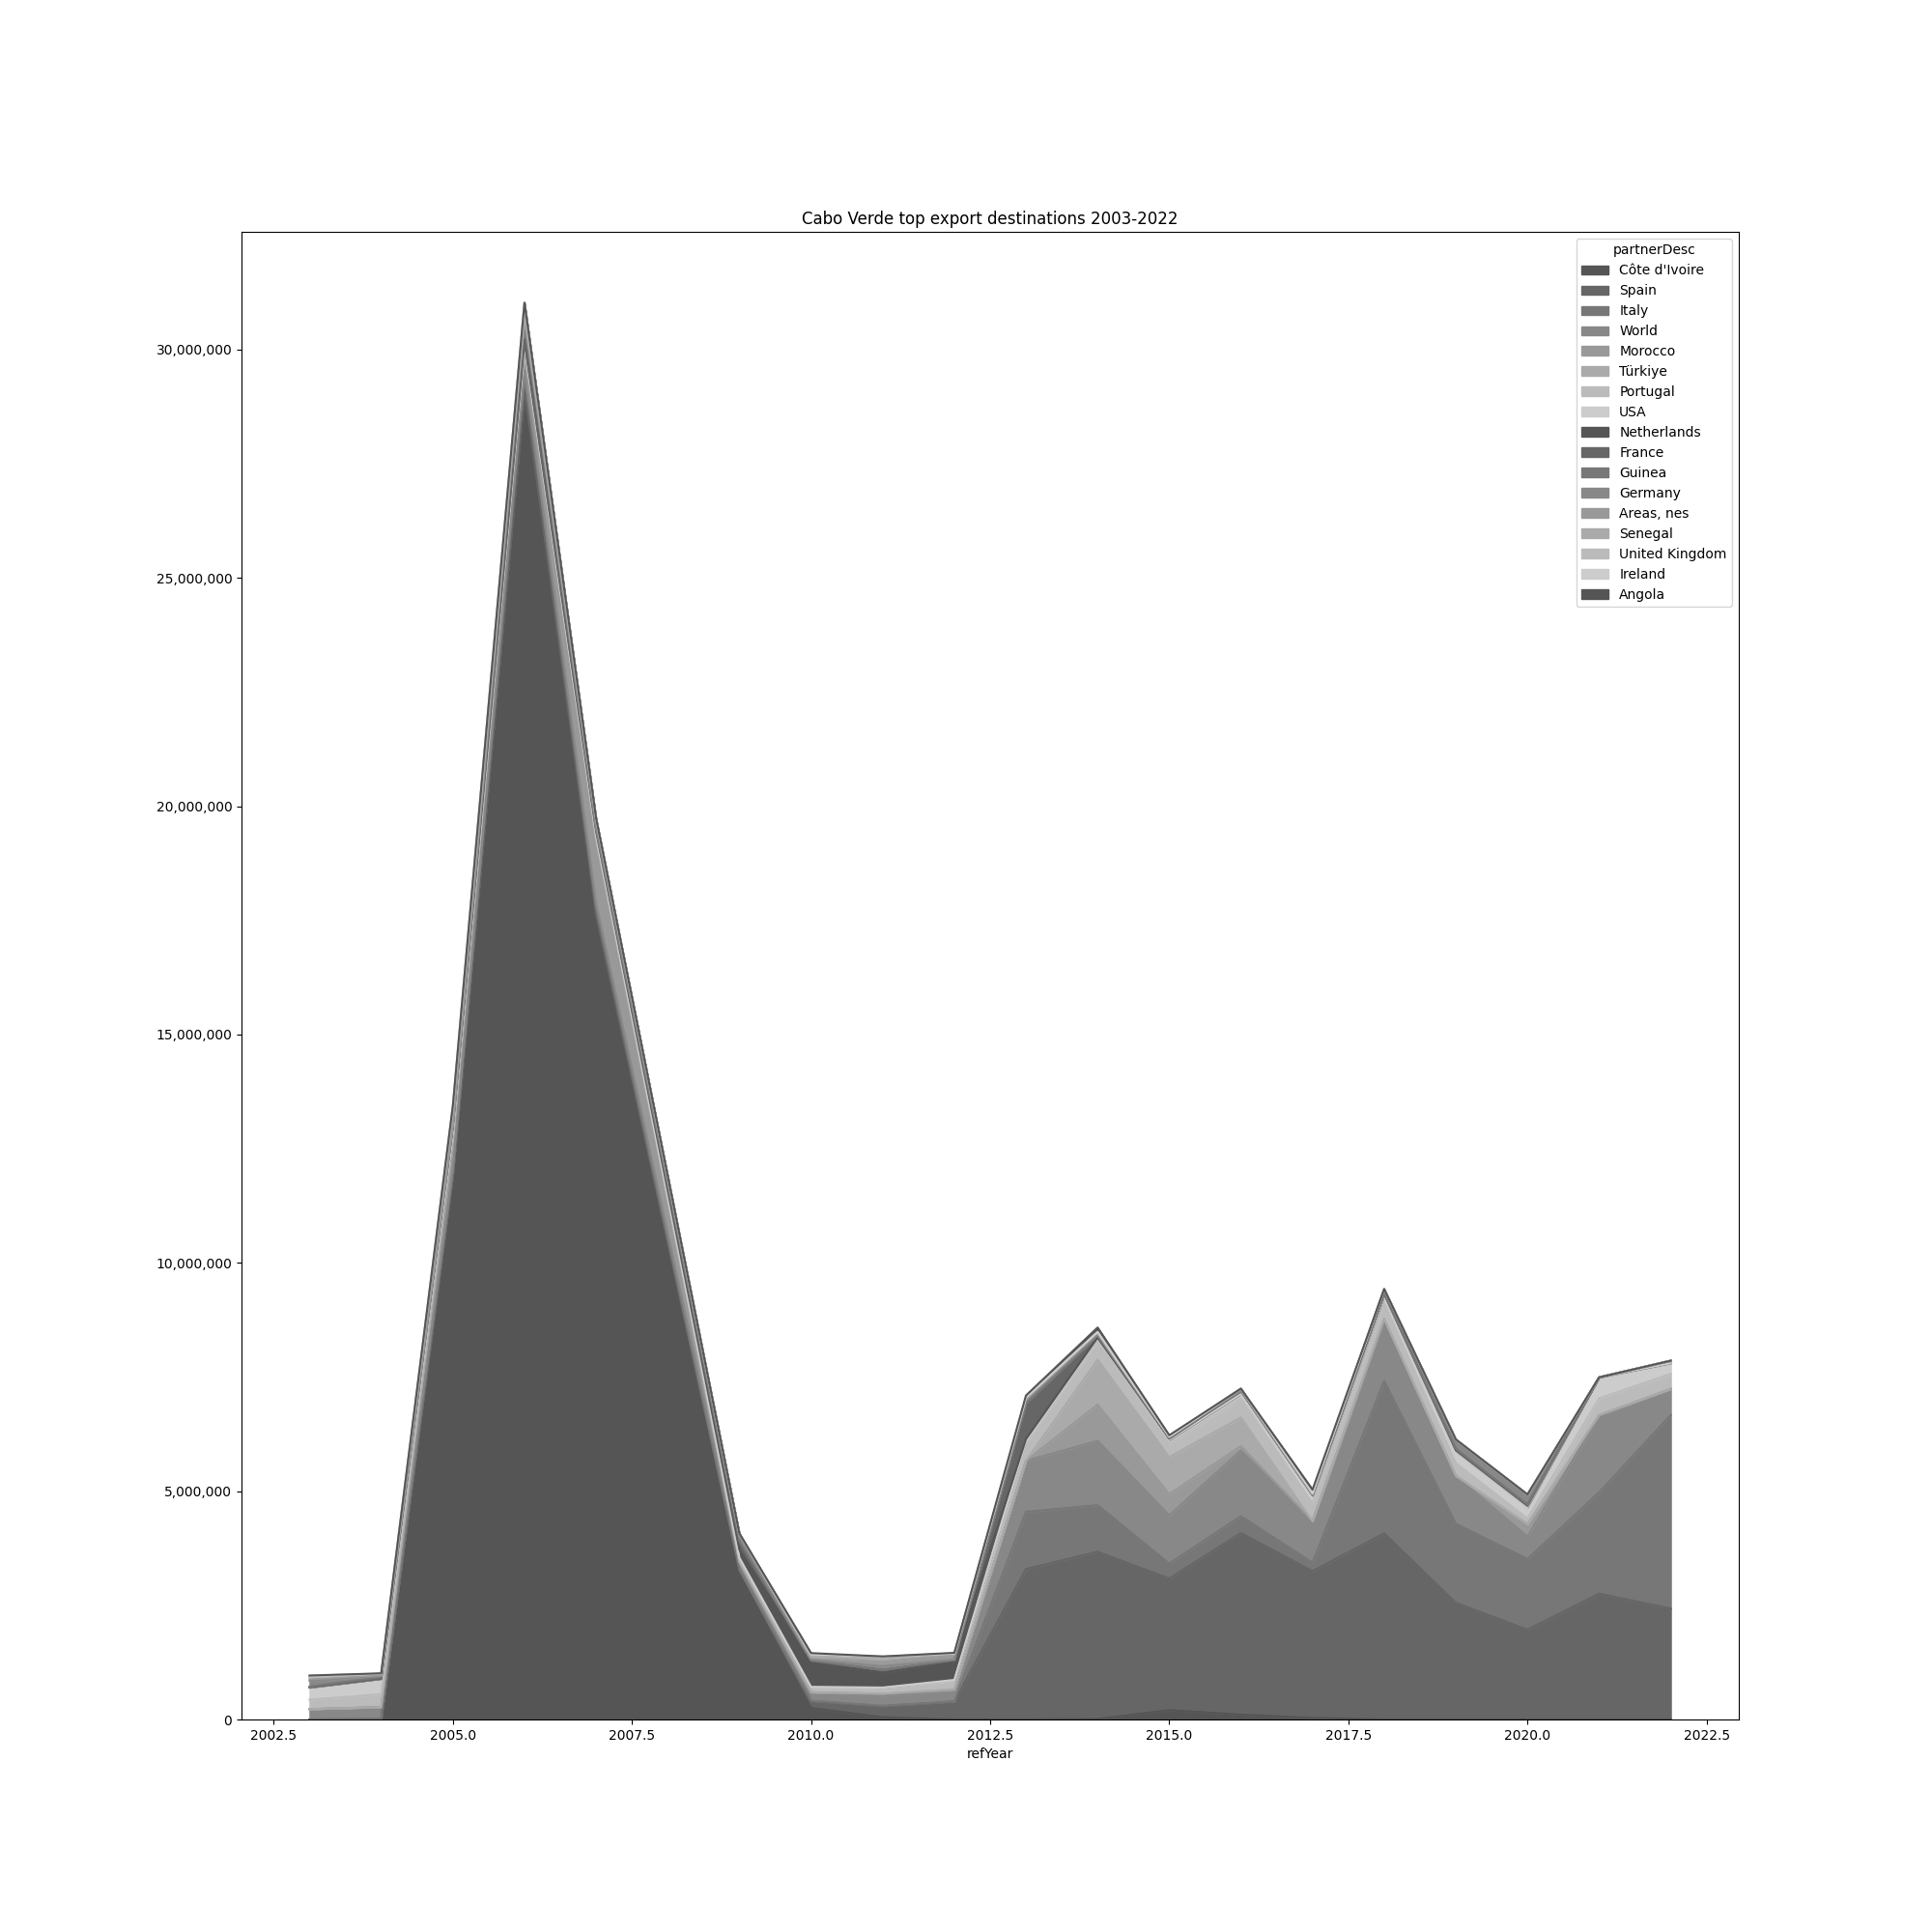 Cabo Verde top export destinations 2003-2022
partnerDesc
Côte d'Ivoire
Spain
Italy
World
Morocco
Türkiye
Portugal
USA
Netherlands
France
Guinea
Germany
Areas, nes
Senegal
United Kingdom
Ireland
Angola
30,000,000
25,000,000
20,000,000
15,000,000
10,000,000
5,000,000
0
2002.5 2005.0 2007.5 2010.0 2012.5 2015.0 2017.5 2020.0 2022.5
refYear